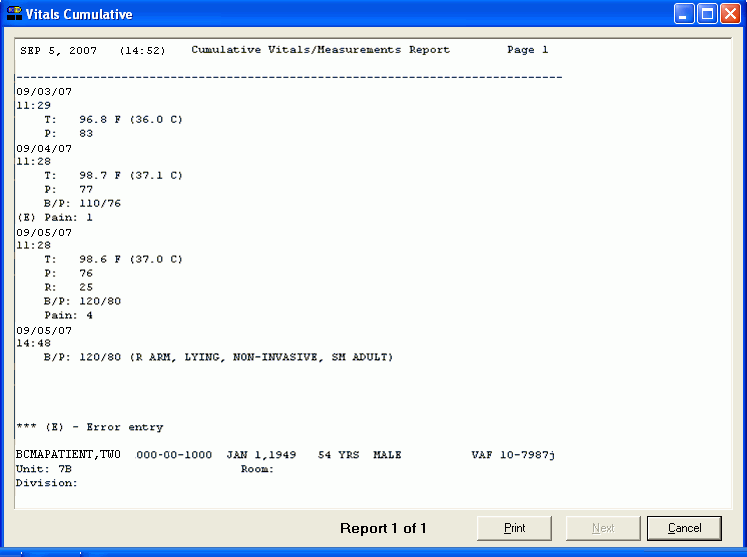 Vitals Cumulative
SEP 5, 2007 (14:52) Cumulative Vitals/Measurements Report Page 1
--------------------------------------------------------------------------------
09/03/07
11:29
T: 96.8 F (36.0 C)
P: 83
09/04/07
11:28
T: 98.7 F (37.1 C)
P: 77
B/P: 110/76
(E) Pain: 1
09/05/07
11:28
T: 98.6 F (37.0 C)
P: 76
R: 25
B/P: 120/80
Pain: 4
09/05/07
14:48
B/P: 120/80 (R ARM, LYING, NON-INVASIVE, SM ADULT)
*** (E) - Error entry
BCMAPATIENT,TWO 000-00-1000 JAN 1,1949 54 YRS MALE VAF 10-7987j
Unit: 7B Room:
Division:
Report 1 of 1 Print Next Cancel